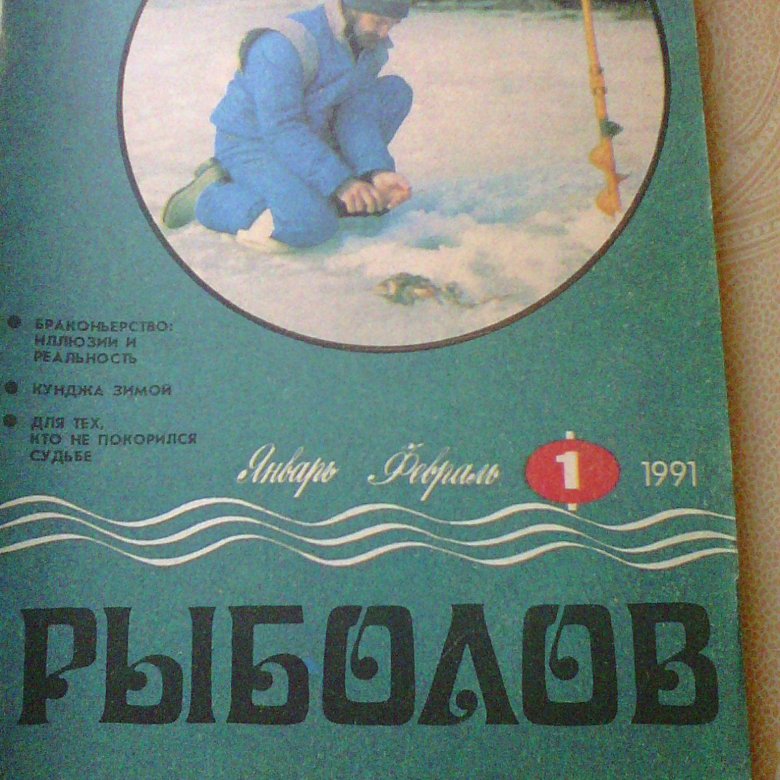 БРАКОНЬЕРСТВО:
ИЛЛЮЗИИ И
РЕАЛЬНОСТЬ
КУНДЖА ЗИМОЙ
ДЛЯ ТЕХ,
КТО НЕ ПОКОРИЛСЯ
СУДЬБЕ
Январь Февраль 1 1991
РЫБОЛОВ